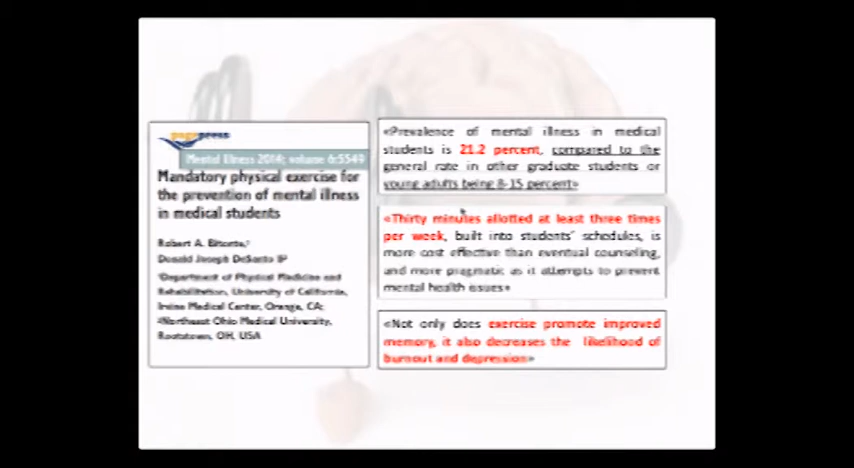 pagepress
Mental Illness 2014; volume 6:5549
Mandatory physical exercise for
the prevention of mental illness
in medical students
Robert A. Bitonte,¹
Donald Joseph DeSanto II²
¹Department of Physical Medicine and
Rehabilitation, University of California,
Irvine Medical Center, Orange, CA;
²Northeast Ohio Medical University,
Rootstown, OH, USA
«Prevalence of mental illness in medical
students is 21.2 percent, compared to the
general rate in other graduate students or
young adults being 8-15 percent»
«Thirty minutes allotted at least three times
per week, built into students' schedules, is
more cost effective than eventual counseling,
and more pragmatic as it attempts to prevent
mental health issues»
«Not only does exercise promote improved
memory, it also decreases the likelihood of
burnout and depression»